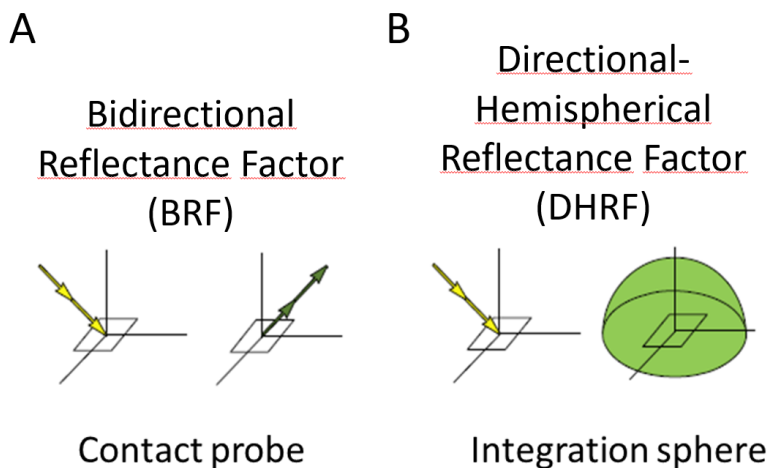 A
Bidirectional
Reflectance Factor
(BRF)
Contact probe
B
Directional-
Hemispherical
Reflectance Factor
(DHRF)
Integration sphere